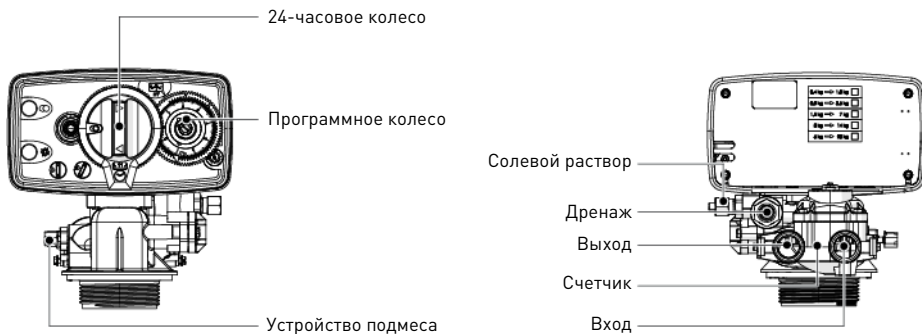 24-часовое колесо
Программное колесо
Устройство подмеса
Солевой раствор
Дренаж
Выход
Счетчик
Вход